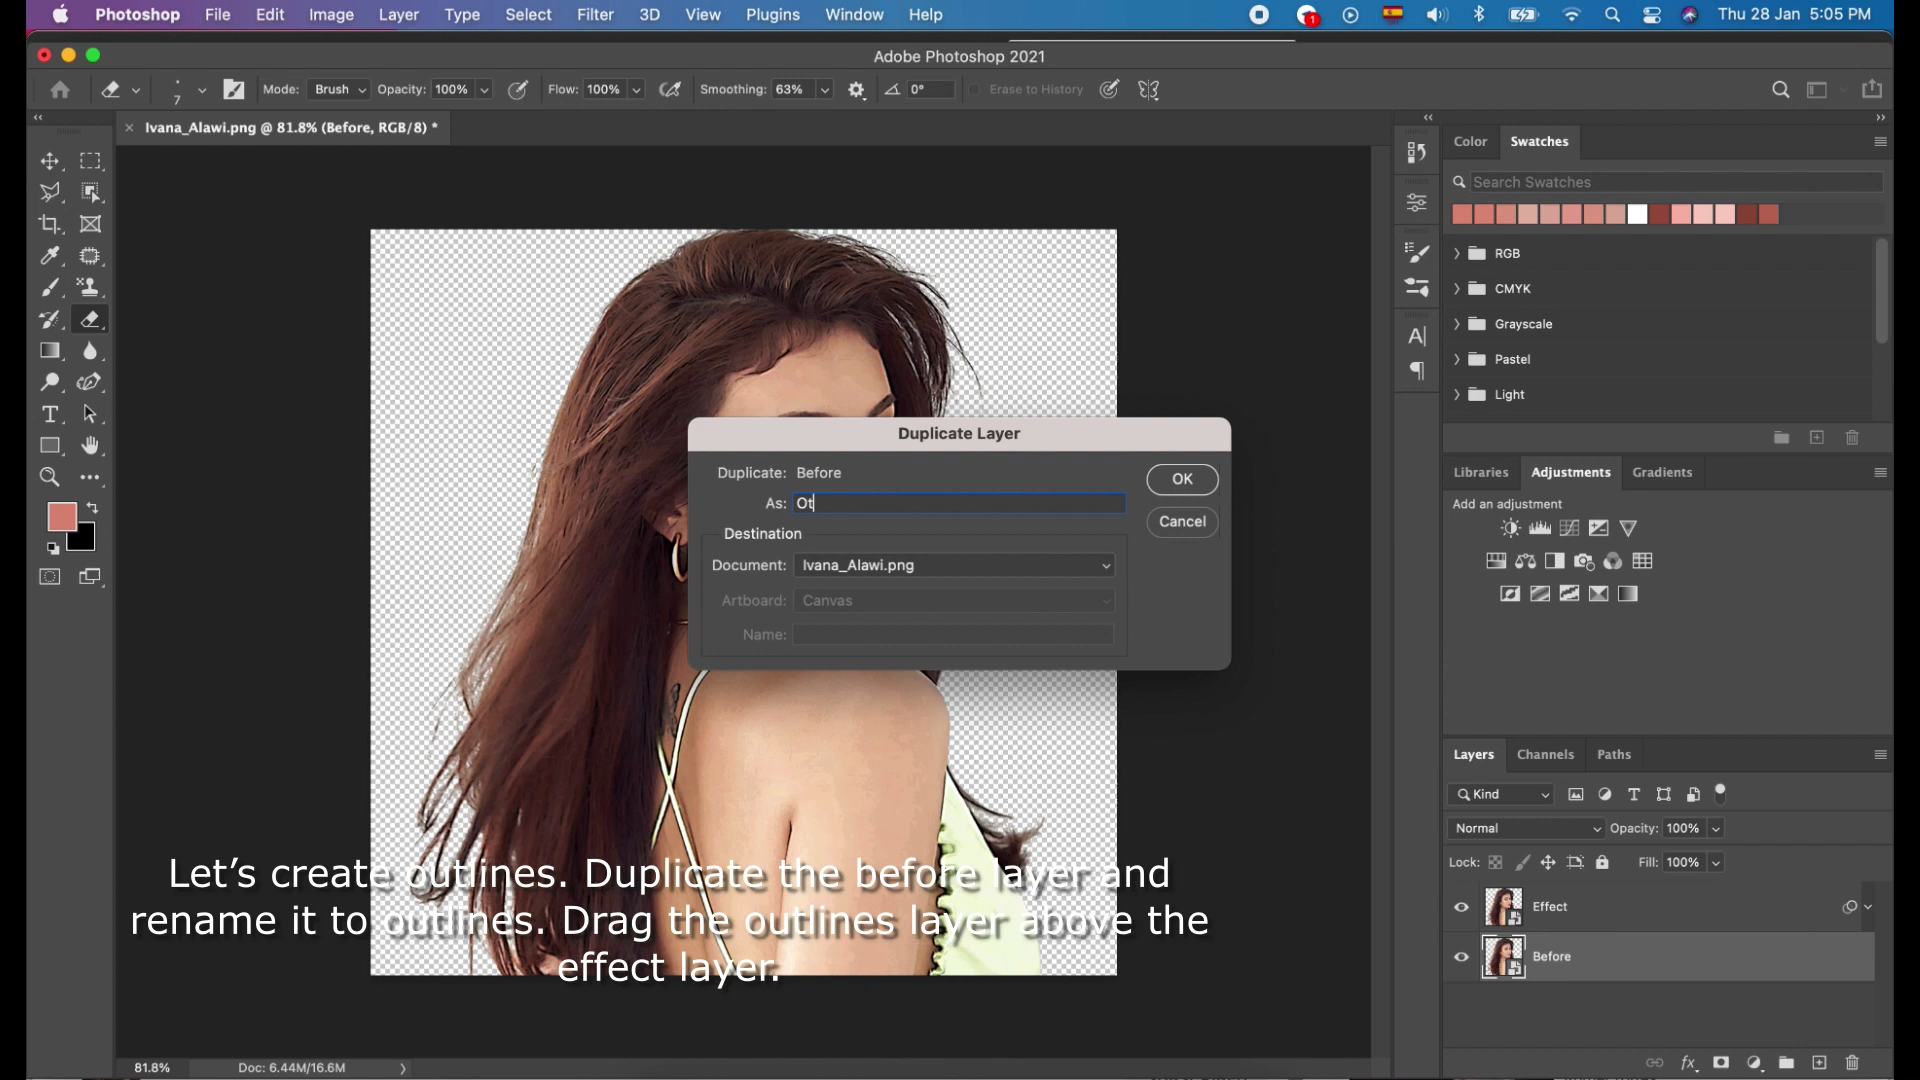 Photoshop File Edit Image Layer Type Select Filter 3D View Plugins Window Help 1 Thu 28 Jan 5:05 PM
Adobe Photoshop 2021
7 Mode: Brush Opacity: 100% Flow: 100% Smoothing: 63% 0° Erase to History
Ivana_Alawi.png @ 81.8% (Before, RGB/8) *
Color Swatches
Search Swatches
RGB
CMYK
Grayscale
Pastel
Light
Duplicate Layer
Duplicate: Before
As: Ot
OK
Cancel
Destination
Document: Ivana_Alawi.png
Artboard: Canvas
Name:
Libraries Adjustments Gradients
Add an adjustment
Layers Channels Paths
Kind
Normal Opacity: 100%
Lock: Fill: 100%
Effect
Before
Let's create outlines. Duplicate the before layer and
rename it to outlines. Drag the outlines layer above the
effect layer.
81.8% Doc: 6.44M/16.6M
fx